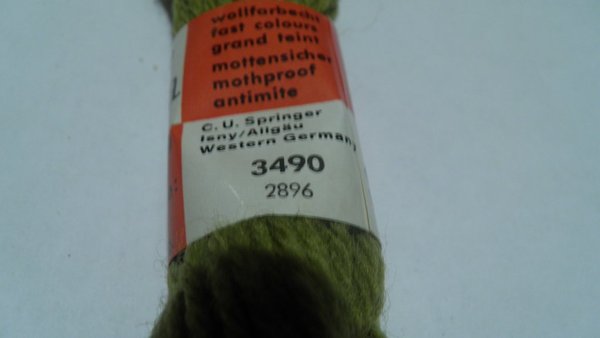 wollfarbecht
fast colours
grand teint
mottensicher
mothproof
antimite
C. U. Springer
Isny/Allgäu
Western Germany
3490
2896